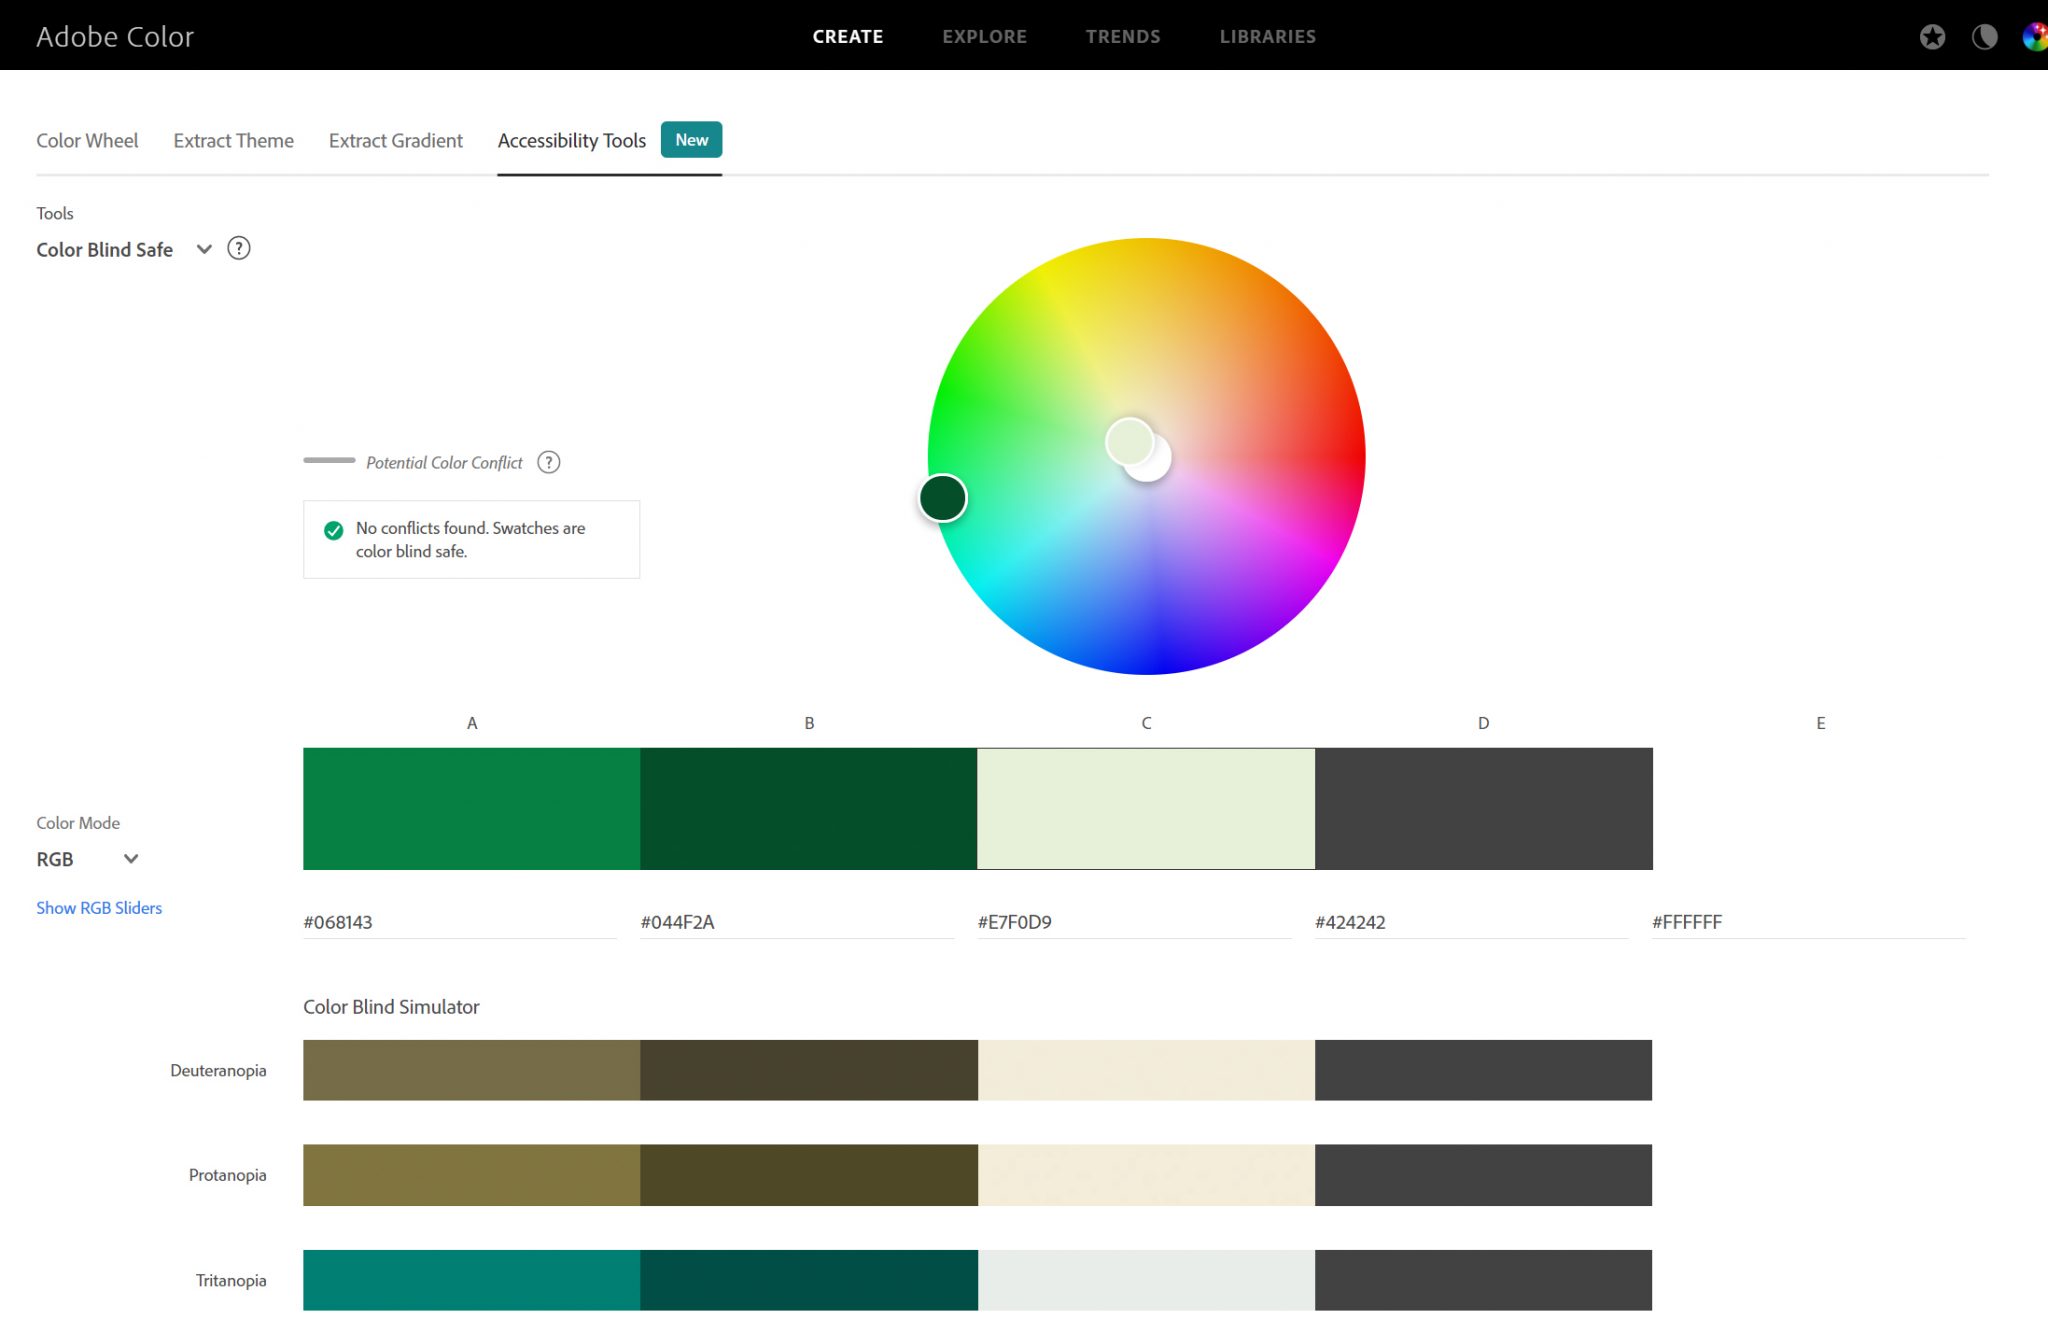 Adobe Color
CREATE EXPLORE TRENDS LIBRARIES
Color Wheel Extract Theme Extract Gradient Accessibility Tools New
Tools
Color Blind Safe ?
Potential Color Conflict ?
No conflicts found. Swatches are
color blind safe.
A B C D E
Color Mode
RGB
Show RGB Sliders
#068143 #044F2A #E7F0D9 #424242 #FFFFFF
Color Blind Simulator
Deuteranopia
Protanopia
Tritanopia